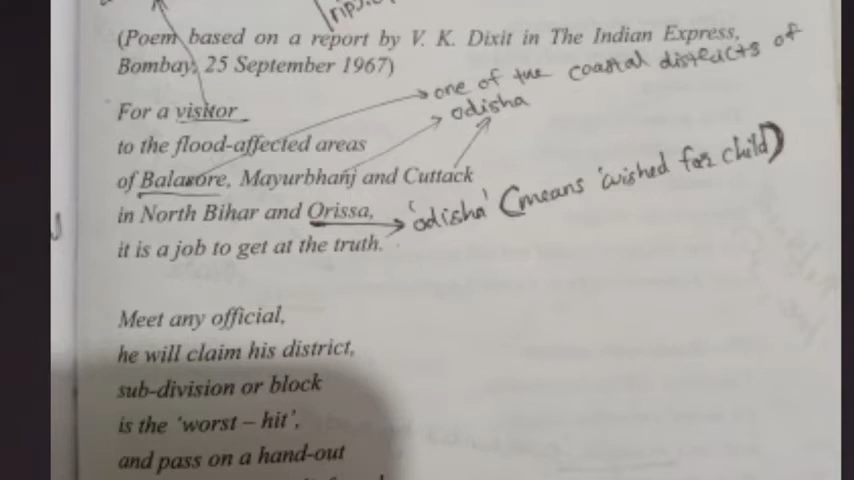 (Poem based on a report by V. K. Dixit in The Indian Express,
Bombay, 25 September 1967)
one of the coastal districts of
odisha
For a visitor
to the flood-affected areas
of Balasore, Mayurbhanj and Cuttack
in North Bihar and Orissa,
'odisha' (means 'wished for child)
it is a job to get at the truth.
Meet any official,
he will claim his district,
sub-division or block
is the 'worst – hit',
and pass on a hand-out